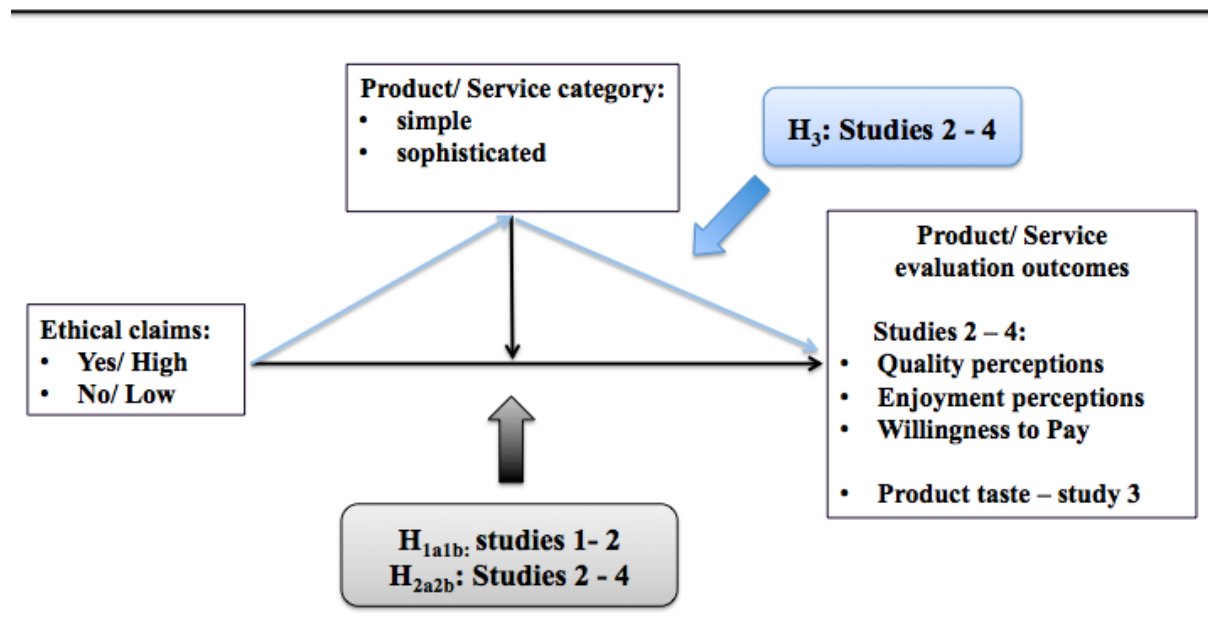 Product/ Service category:
• simple
• sophisticated
H3: Studies 2 - 4
Product/ Service
evaluation outcomes
Studies 2 – 4:
• Quality perceptions
• Enjoyment perceptions
• Willingness to Pay
• Product taste – study 3
Ethical claims:
• Yes/ High
• No/ Low
H1a1b: studies 1- 2
H2a2b: Studies 2 - 4